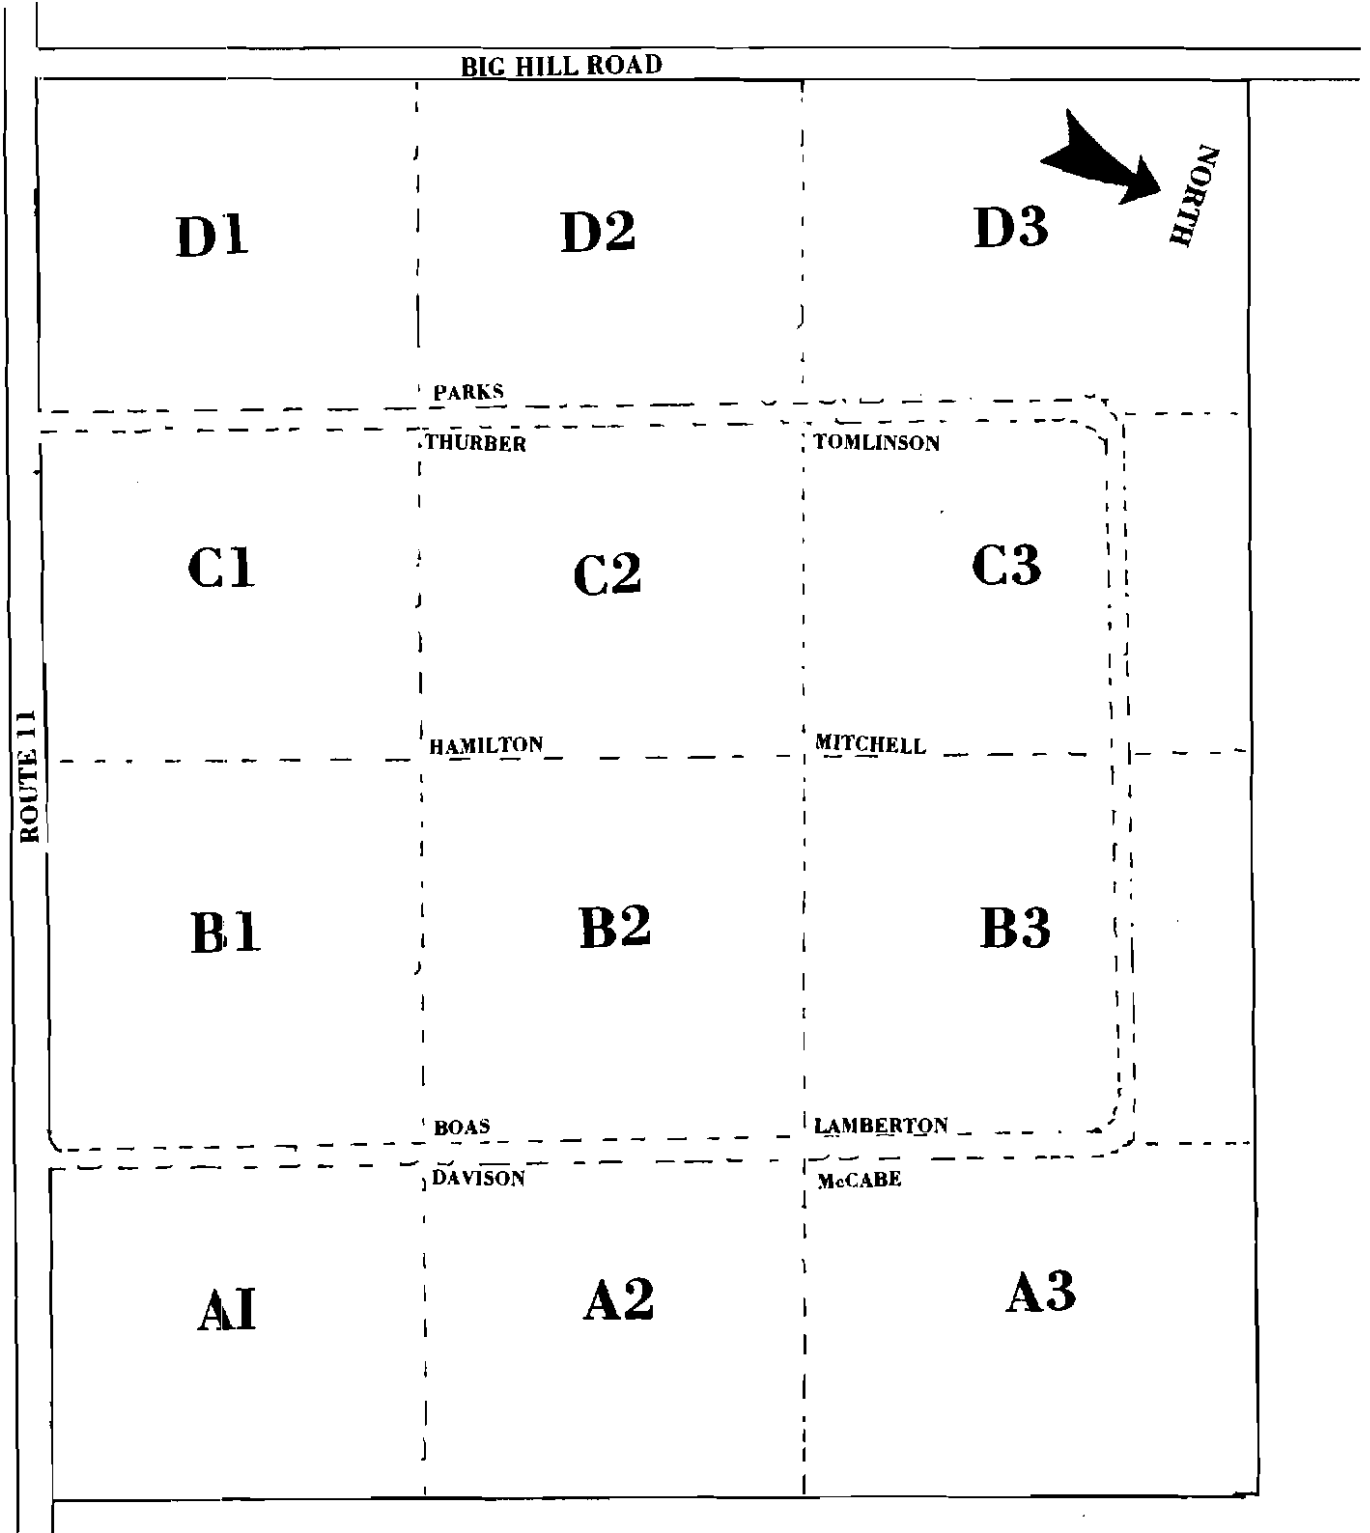 BIG HILL ROAD
NORTH
D1
D2
D3
PARKS
THURBER
TOMLINSON
C1
C2
C3
ROUTE 11
HAMILTON
MITCHELL
B1
B2
B3
BOAS
LAMBERTON
DAVISON
McCABE
AI
A2
A3